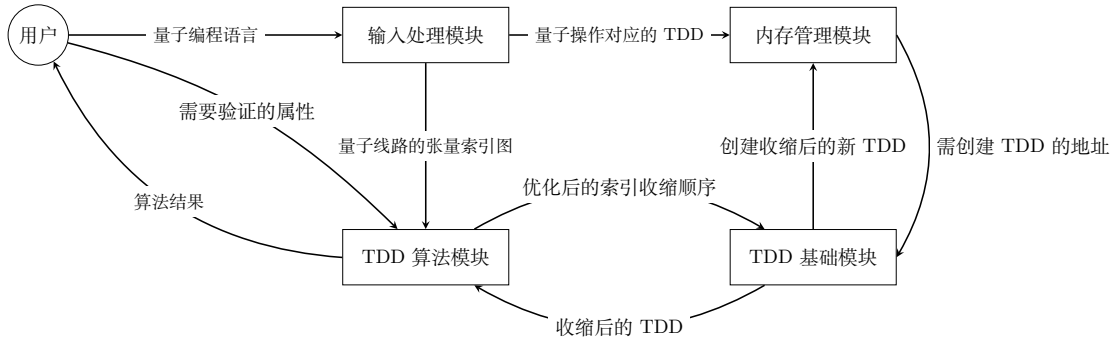 用户
量子编程语言
输入处理模块
量子操作对应的 TDD
内存管理模块
需要验证的属性
量子线路的张量索引图
创建收缩后的新 TDD
需创建 TDD 的地址
算法结果
优化后的索引收缩顺序
TDD 算法模块
TDD 基础模块
收缩后的 TDD